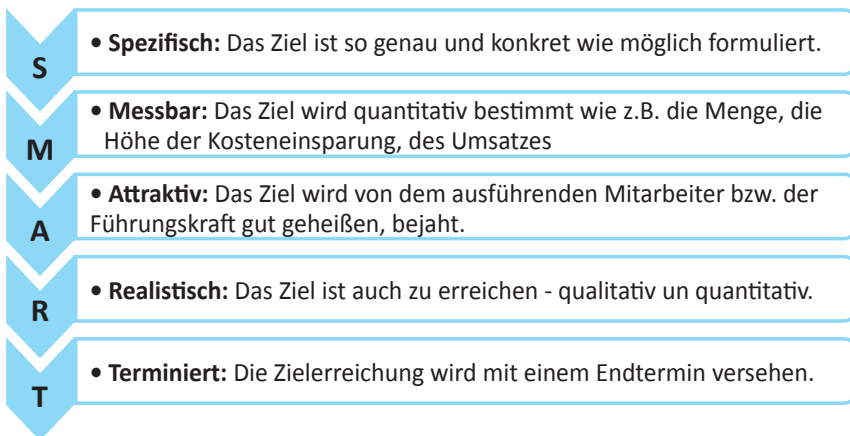 S
• Spezifisch: Das Ziel ist so genau und konkret wie möglich formuliert.
M
• Messbar: Das Ziel wird quantitativ bestimmt wie z.B. die Menge, die
Höhe der Kosteneinsparung, des Umsatzes
A
• Attraktiv: Das Ziel wird von dem ausführenden Mitarbeiter bzw. der
Führungskraft gut geheißen, bejaht.
R
• Realistisch: Das Ziel ist auch zu erreichen - qualitativ un quantitativ.
T
• Terminiert: Die Zielerreichung wird mit einem Endtermin versehen.